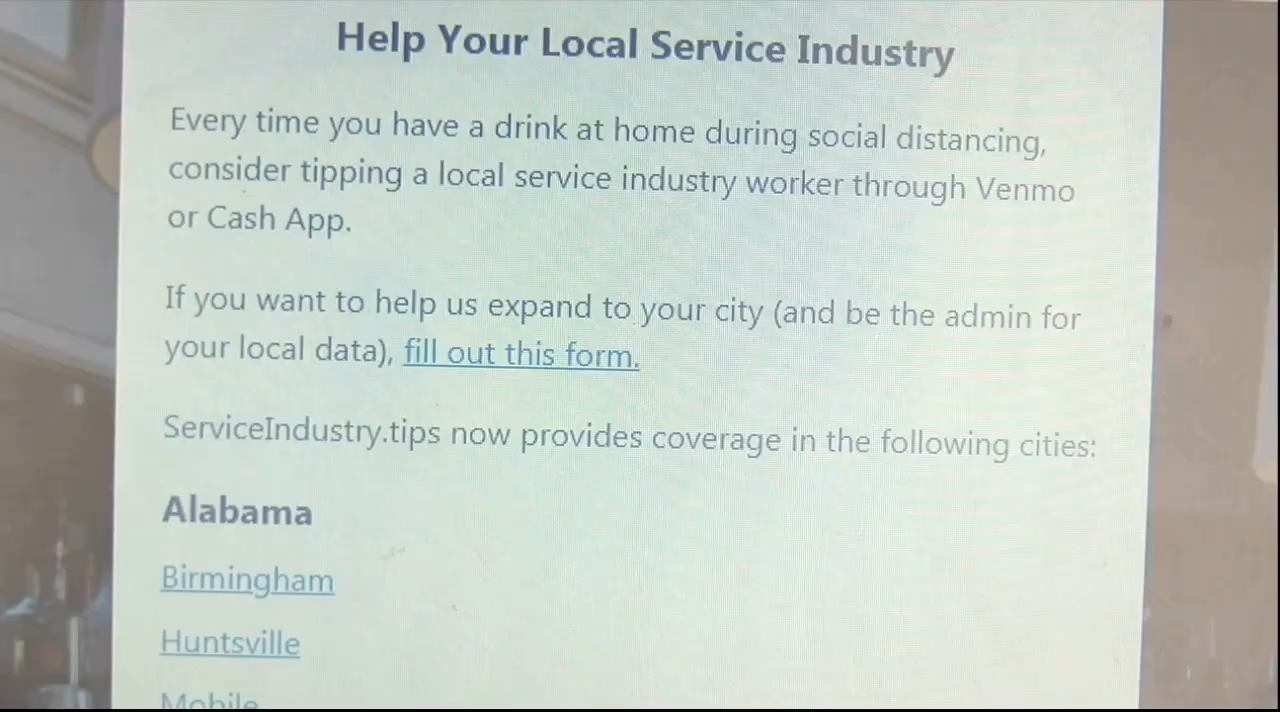 Help Your Local Service Industry
Every time you have a drink at home during social distancing,
consider tipping a local service industry worker through Venmo
or Cash App.
If you want to help us expand to your city (and be the admin for
your local data), fill out this form.
ServiceIndustry.tips now provides coverage in the following cities:
Alabama
Birmingham
Huntsville
Mobile